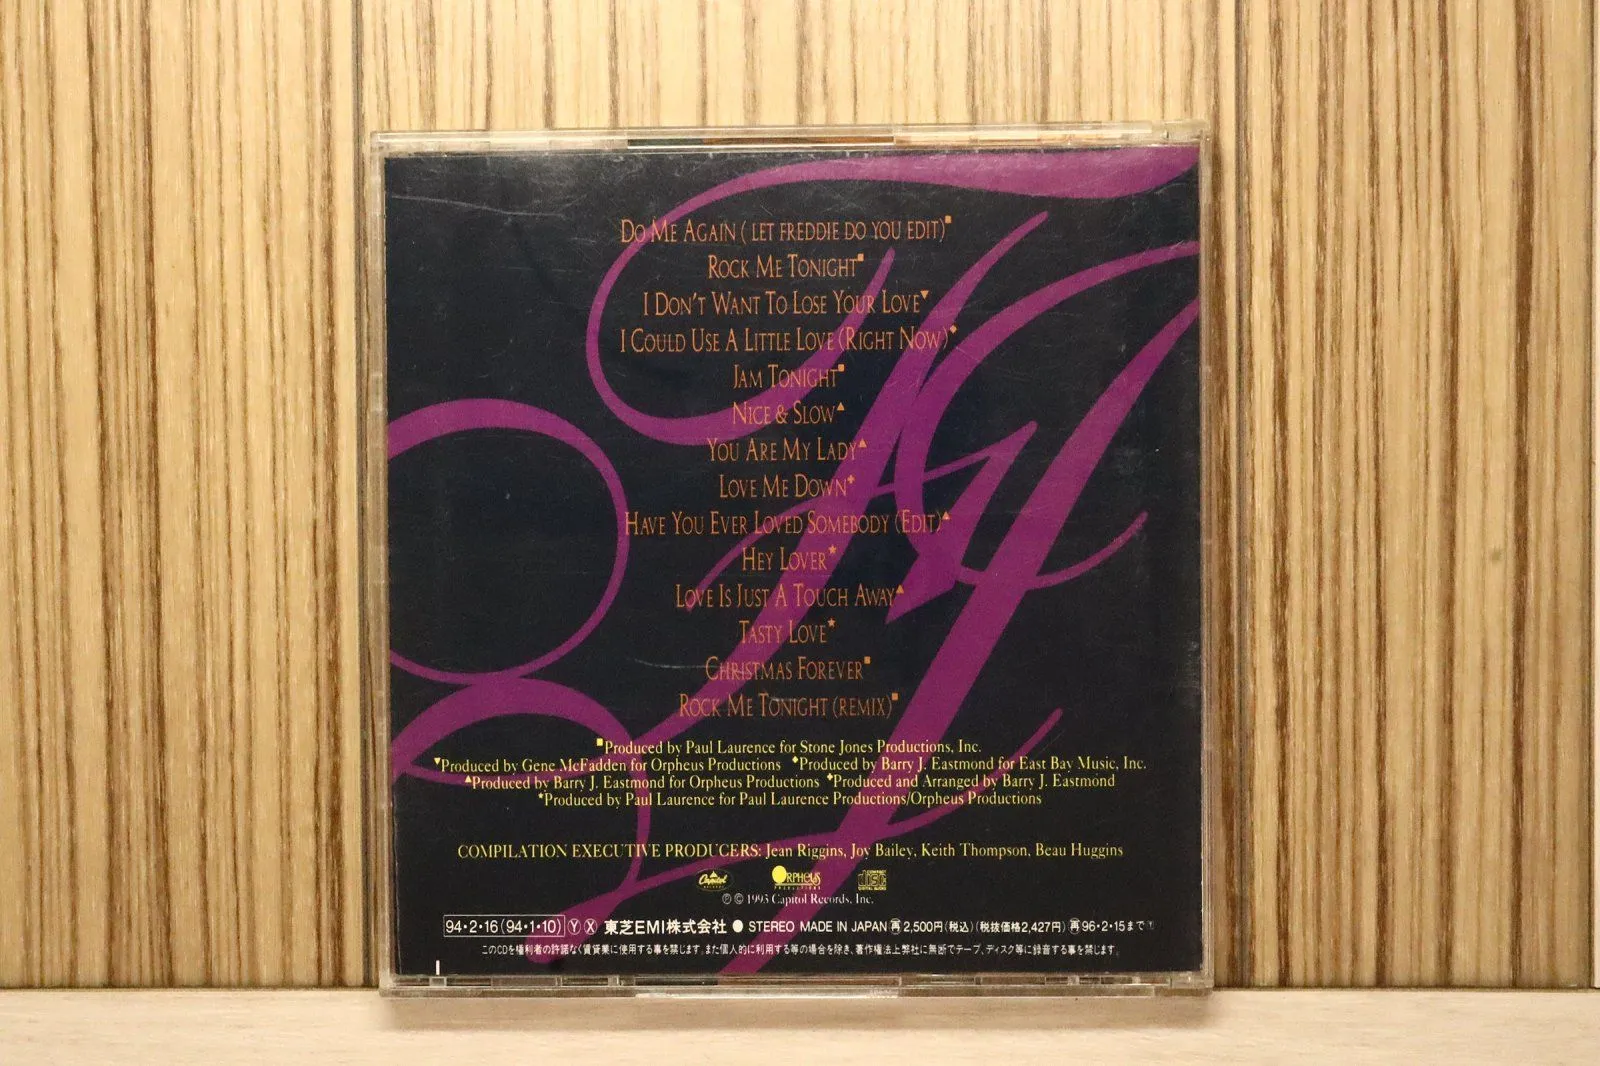 DO ME AGAIN ( LET FREDDIE DO YOU EDIT)■
ROCK ME TONIGHT■
I DON'T WANT TO LOSE YOUR LOVE▼
I COULD USE A LITTLE LOVE (RIGHT NOW)◆
JAM TONIGHT■
NICE & SLOW▲
YOU ARE MY LADY▲
LOVE ME DOWN✦
HAVE YOU EVER LOVED SOMEBODY (EDIT)▲
HEY LOVER★
LOVE IS JUST A TOUCH AWAY▲
TASTY LOVE★
CHRISTMAS FOREVER■
ROCK ME TONIGHT (REMIX)■
■Produced by Paul Laurence for Stone Jones Productions, Inc.
▼Produced by Gene McFadden for Orpheus Productions ◆Produced by Barry J. Eastmond for East Bay Music, Inc.
▲Produced by Barry J. Eastmond for Orpheus Productions ✦Produced and Arranged by Barry J. Eastmond
★Produced by Paul Laurence for Paul Laurence Productions/Orpheus Productions
COMPILATION EXECUTIVE PRODUCERS: Jean Riggins, Joy Bailey, Keith Thompson, Beau Huggins
Capitol RECORDS ORPHEUS PRODUCTIONS COMPACT disc DIGITAL AUDIO
℗ © 1993 Capitol Records, Inc.
94・2・16(94・1・10) Ⓨ Ⓧ 東芝EMI株式会社 ● STEREO MADE IN JAPAN 再 2,500円(税込)(税抜価格2,427円) 再 96・2・15まで
このCDを権利者の許諾なく賃貸業に使用する事を禁じます。また個人的に利用する等の場合を除き、著作権法上弊社に無断でテープ、ディスク等に録音する事を禁じます。